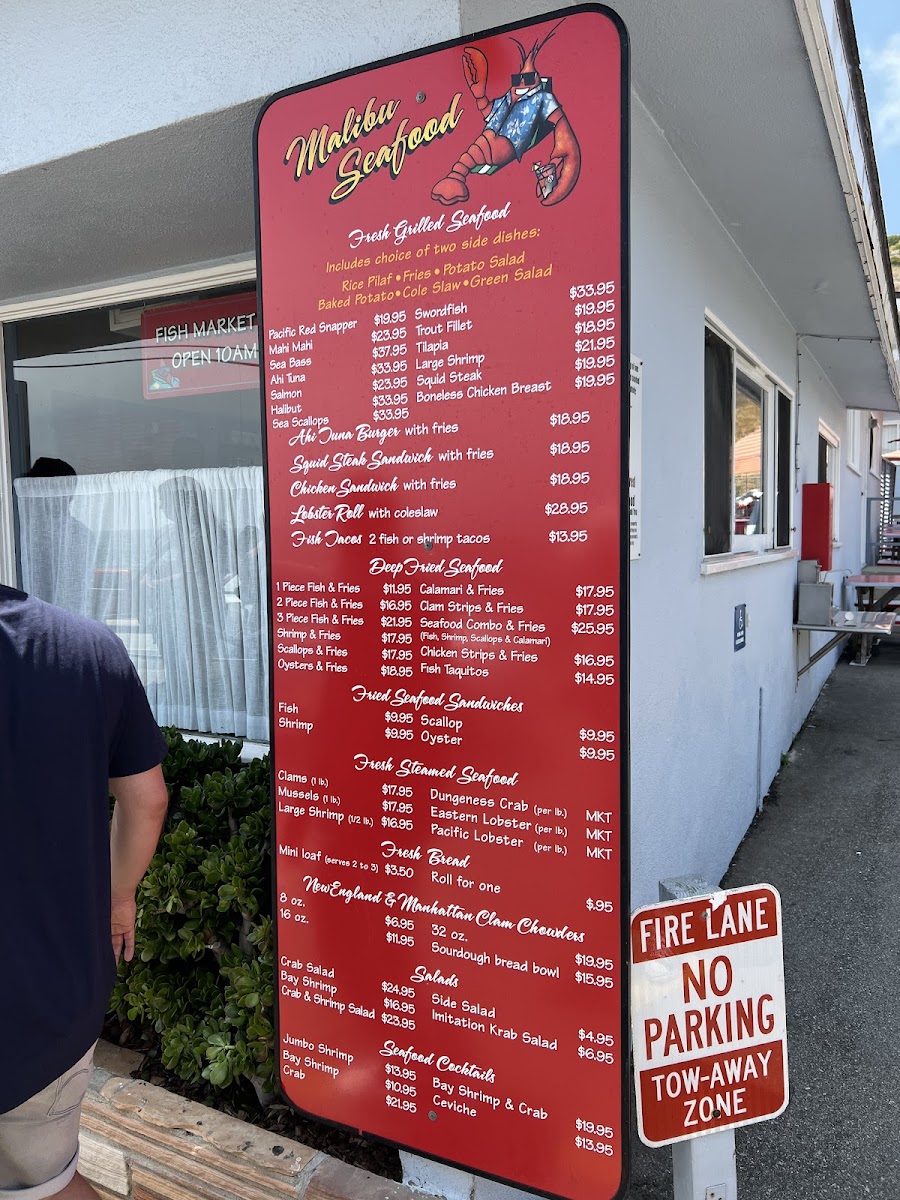 Malibu
Seafood
Fresh Grilled Seafood
Includes choice of two side dishes:
Rice Pilaf • Fries • Potato Salad
Baked Potato • Cole Slaw • Green Salad
Pacific Red Snapper $19.95 Swordfish $33.95
Mahi Mahi $23.95 Trout Fillet $19.95
Sea Bass $37.95 Tilapia $18.95
Ahi Tuna $33.95 Large Shrimp $21.95
Salmon $23.95 Squid Steak $19.95
Halibut $33.95 Boneless Chicken Breast $19.95
Sea Scallops $33.95
Ahi Tuna Burger with fries $18.95
Squid Steak Sandwich with fries $18.95
Chicken Sandwich with fries $18.95
Lobster Roll with coleslaw $28.95
Fish Tacos 2 fish or shrimp tacos $13.95
Deep Fried Seafood
1 Piece Fish & Fries $11.95 Calamari & Fries $17.95
2 Piece Fish & Fries $16.95 Clam Strips & Fries $17.95
3 Piece Fish & Fries $21.95 Seafood Combo & Fries $25.95
Shrimp & Fries $17.95 (Fish, Shrimp, Scallops & Calamari)
Scallops & Fries $17.95 Chicken Strips & Fries $16.95
Oysters & Fries $18.95 Fish Taquitos $14.95
Fried Seafood Sandwiches
Fish $9.95 Scallop $9.95
Shrimp $9.95 Oyster $9.95
Fresh Steamed Seafood
Clams (1 lb.) $17.95 Dungeness Crab (per lb.) MKT
Mussels (1 lb.) $17.95 Eastern Lobster (per lb.) MKT
Large Shrimp (1/2 lb.) $16.95 Pacific Lobster (per lb.) MKT
Fresh Bread
Mini loaf (serves 2 to 3) $3.50 Roll for one $.95
New England & Manhattan Clam Chowders
8 oz. $6.95 32 oz. $19.95
16 oz. $11.95 Sourdough bread bowl $15.95
Salads
Crab Salad $24.95 Side Salad $4.95
Bay Shrimp $16.95 Imitation Krab Salad $6.95
Crab & Shrimp Salad $23.95
Seafood Cocktails
Jumbo Shrimp $13.95 Bay Shrimp & Crab $19.95
Bay Shrimp $10.95 Ceviche $13.95
Crab $21.95
FISH MARKET
OPEN 10AM
FIRE LANE
NO
PARKING
TOW-AWAY
ZONE